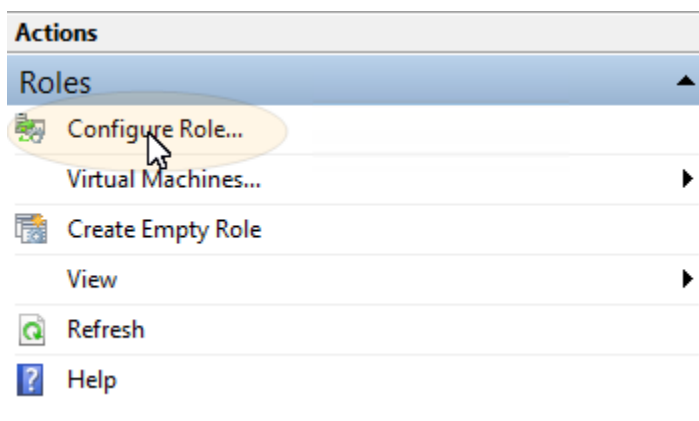 Actions
Roles
Configure Role...
Virtual Machines...
Create Empty Role
View
Refresh
Help